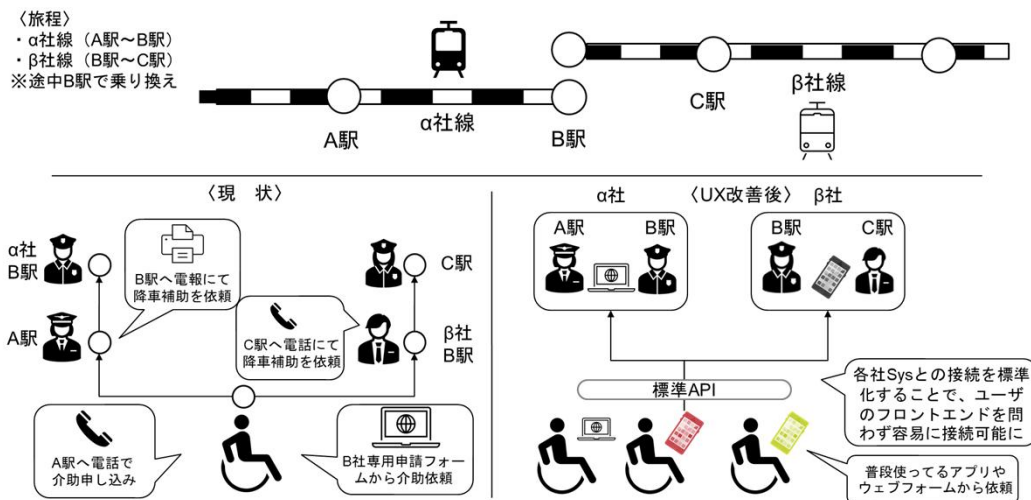 〈旅程〉
・α社線（A駅～B駅）
・β社線（B駅～C駅）
※途中B駅で乗り換え
A駅
α社線
B駅
C駅
β社線
〈現　状〉
α社
B駅
B駅へ電報にて
降車補助を依頼
A駅
C駅
C駅へ電話にて
降車補助を依頼
β社
B駅
A駅へ電話で
介助申し込み
B社専用申請フォー
ムから介助依頼
α社
〈UX改善後〉
β社
A駅
B駅
B駅
C駅
標準API
各社Sysとの接続を標準
化することで、ユーザ
のフロントエンドを問
わず容易に接続可能に
普段使ってるアプリや
ウェブフォームから依頼